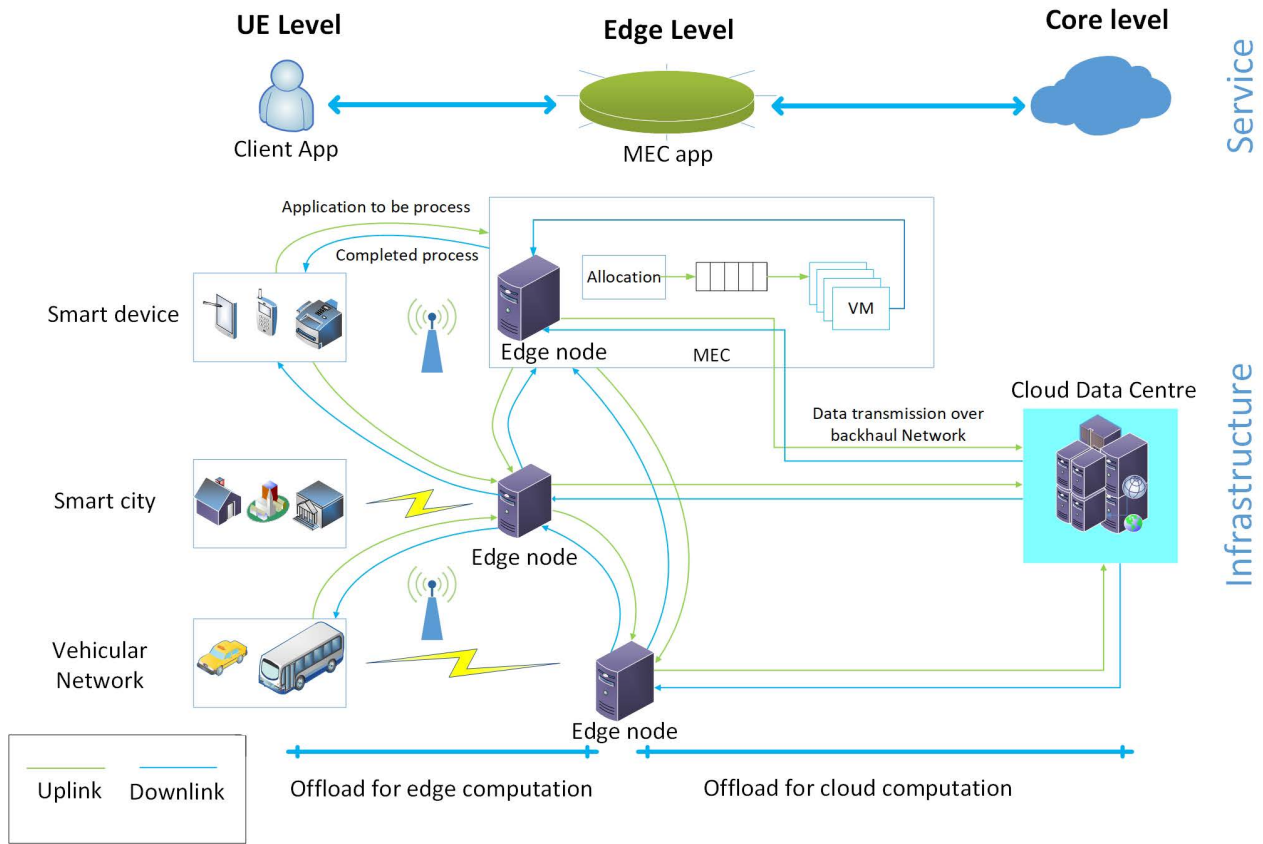 UE Level
Edge Level
Core level
Client App
MEC app
Service
Application to be process
Completed process
Smart device
Allocation
VM
Edge node
MEC
Cloud Data Centre
Data transmission over
backhaul Network
Infrastructure
Smart city
Edge node
Vehicular
Network
Edge node
Uplink
Downlink
Offload for edge computation
Offload for cloud computation